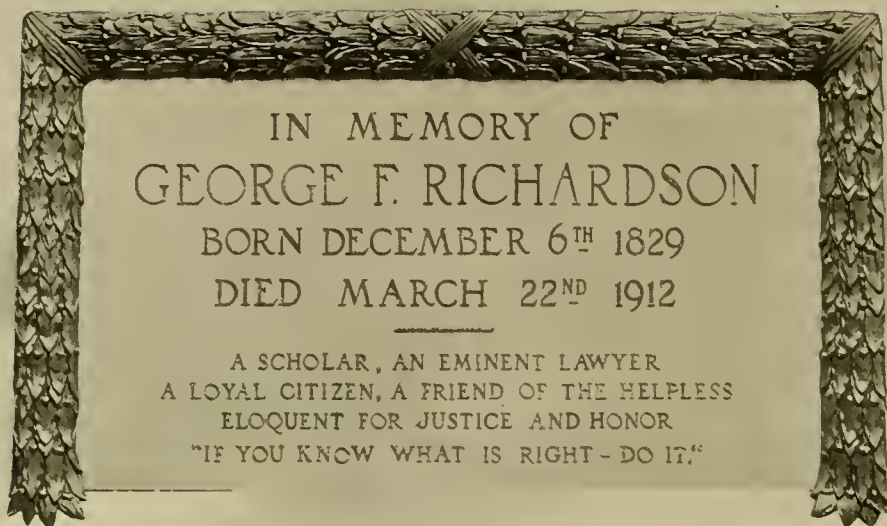 IN MEMORY OF
GEORGE F. RICHARDSON
BORN DECEMBER 6TH 1829
DIED MARCH 22ND 1912
A SCHOLAR, AN EMINENT LAWYER
A LOYAL CITIZEN, A FRIEND OF THE HELPLESS
ELOQUENT FOR JUSTICE AND HONOR
"IF YOU KNOW WHAT IS RIGHT - DO IT."